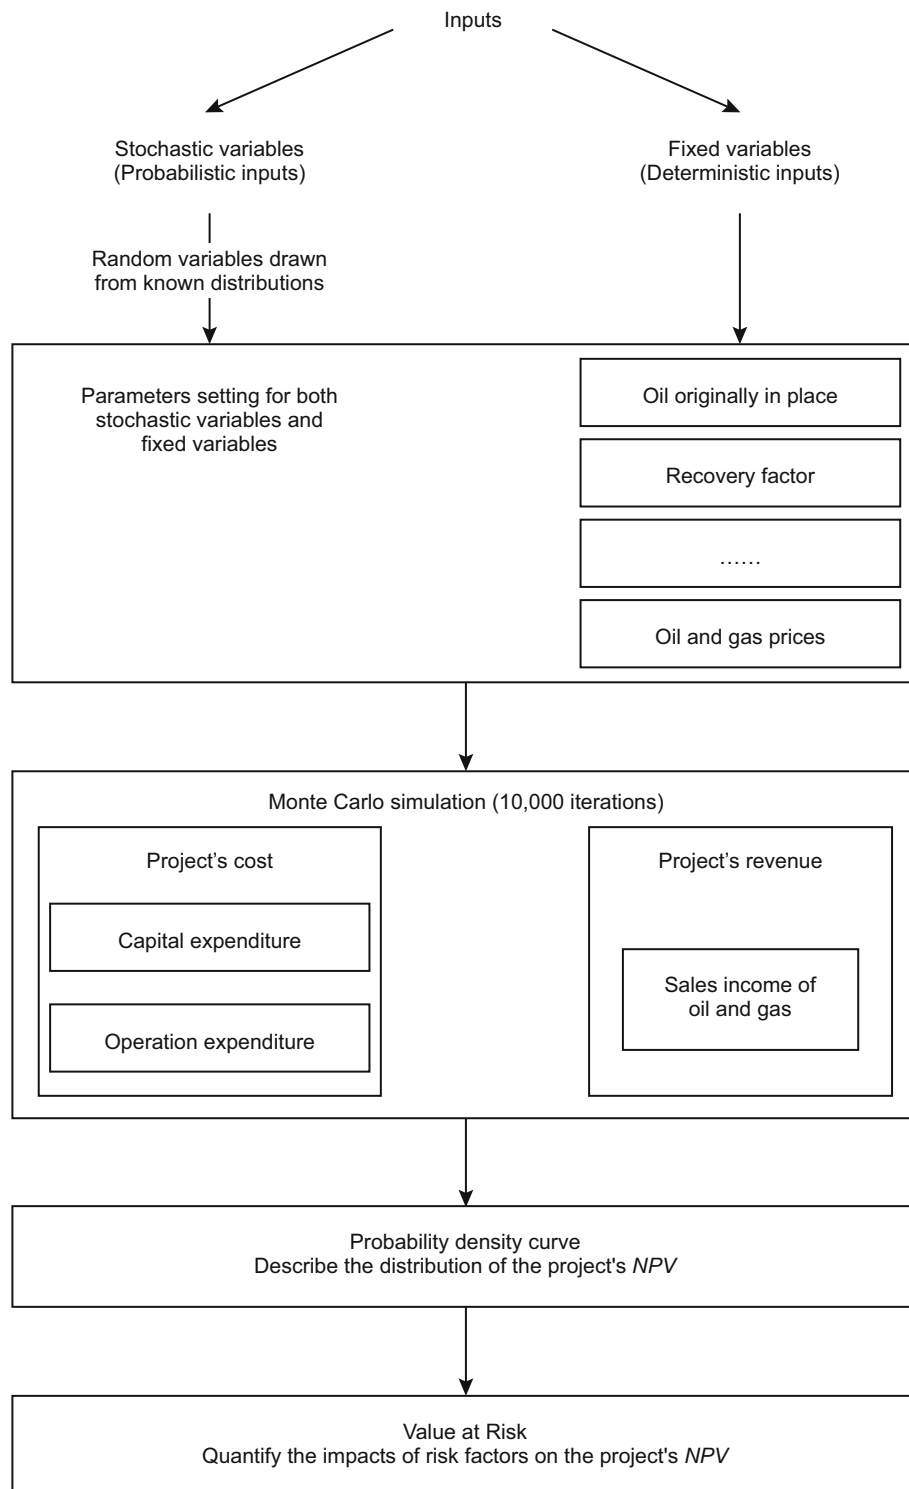 Inputs
Stochastic variables
(Probabilistic inputs)
Fixed variables
(Deterministic inputs)
Random variables drawn
from known distributions
Parameters setting for both
stochastic variables and
fixed variables
Oil originally in place
Recovery factor
......
Oil and gas prices
Monte Carlo simulation (10,000 iterations)
Project’s cost
Capital expenditure
Operation expenditure
Project’s revenue
Sales income of
oil and gas
Probability density curve
Describe the distribution of the project's NPV
Value at Risk
Quantify the impacts of risk factors on the project's NPV